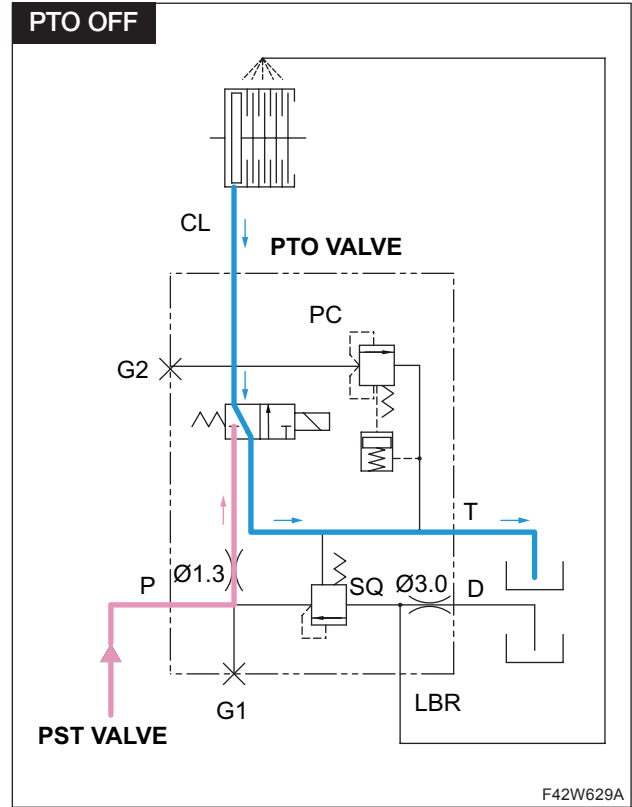 PTO OFF
CL
PTO VALVE
PC
G2
T
P
Ø1.3
SQ
Ø3.0
D
G1
LBR
PST VALVE
F42W629A